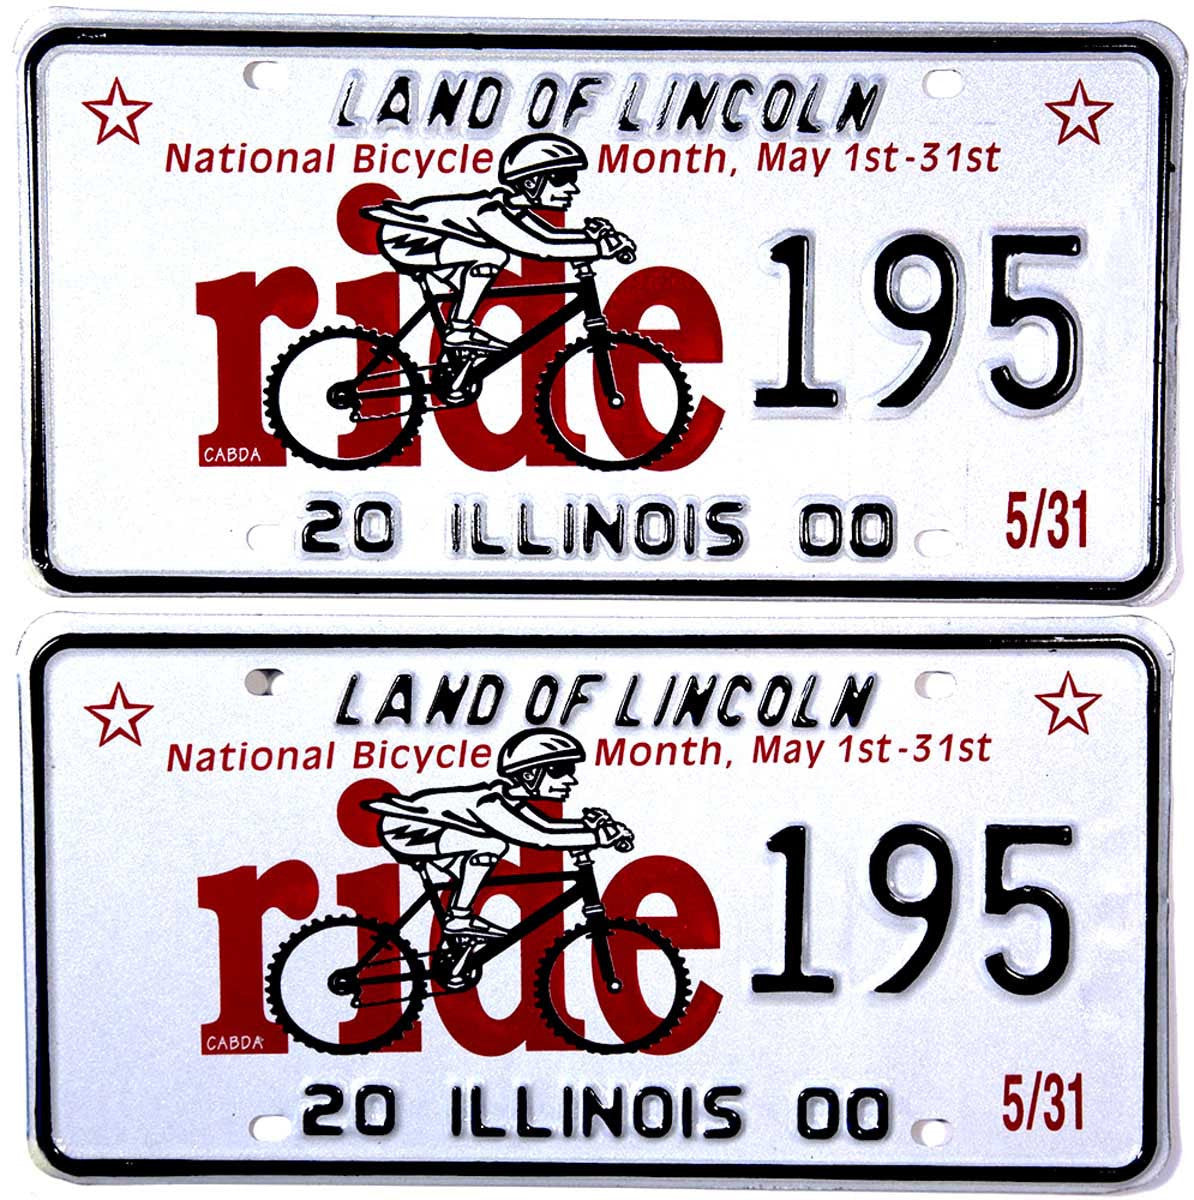 LAND OF LINCOLN
National Bicycle Month, May 1st-31st
ride 195
CABDA
20 ILLINOIS 00 5/31
LAND OF LINCOLN
National Bicycle Month, May 1st-31st
ride 195
CABDA
20 ILLINOIS 00 5/31